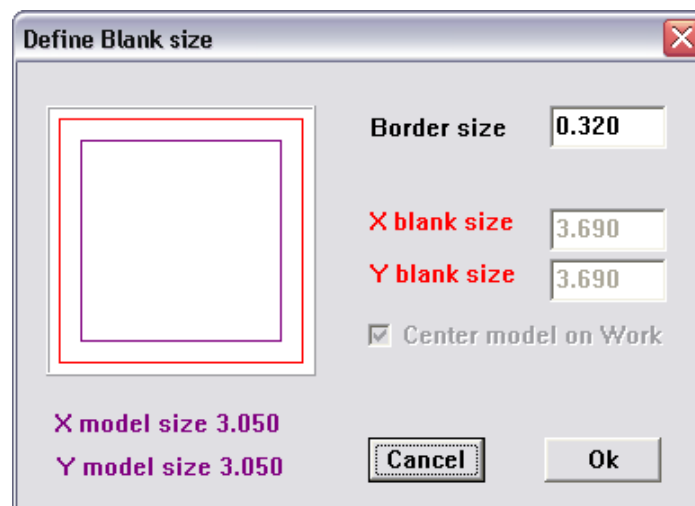 Define Blank size
Border size 0.320
X blank size 3.690
Y blank size 3.690
Center model on Work
X model size 3.050
Y model size 3.050
Cancel Ok